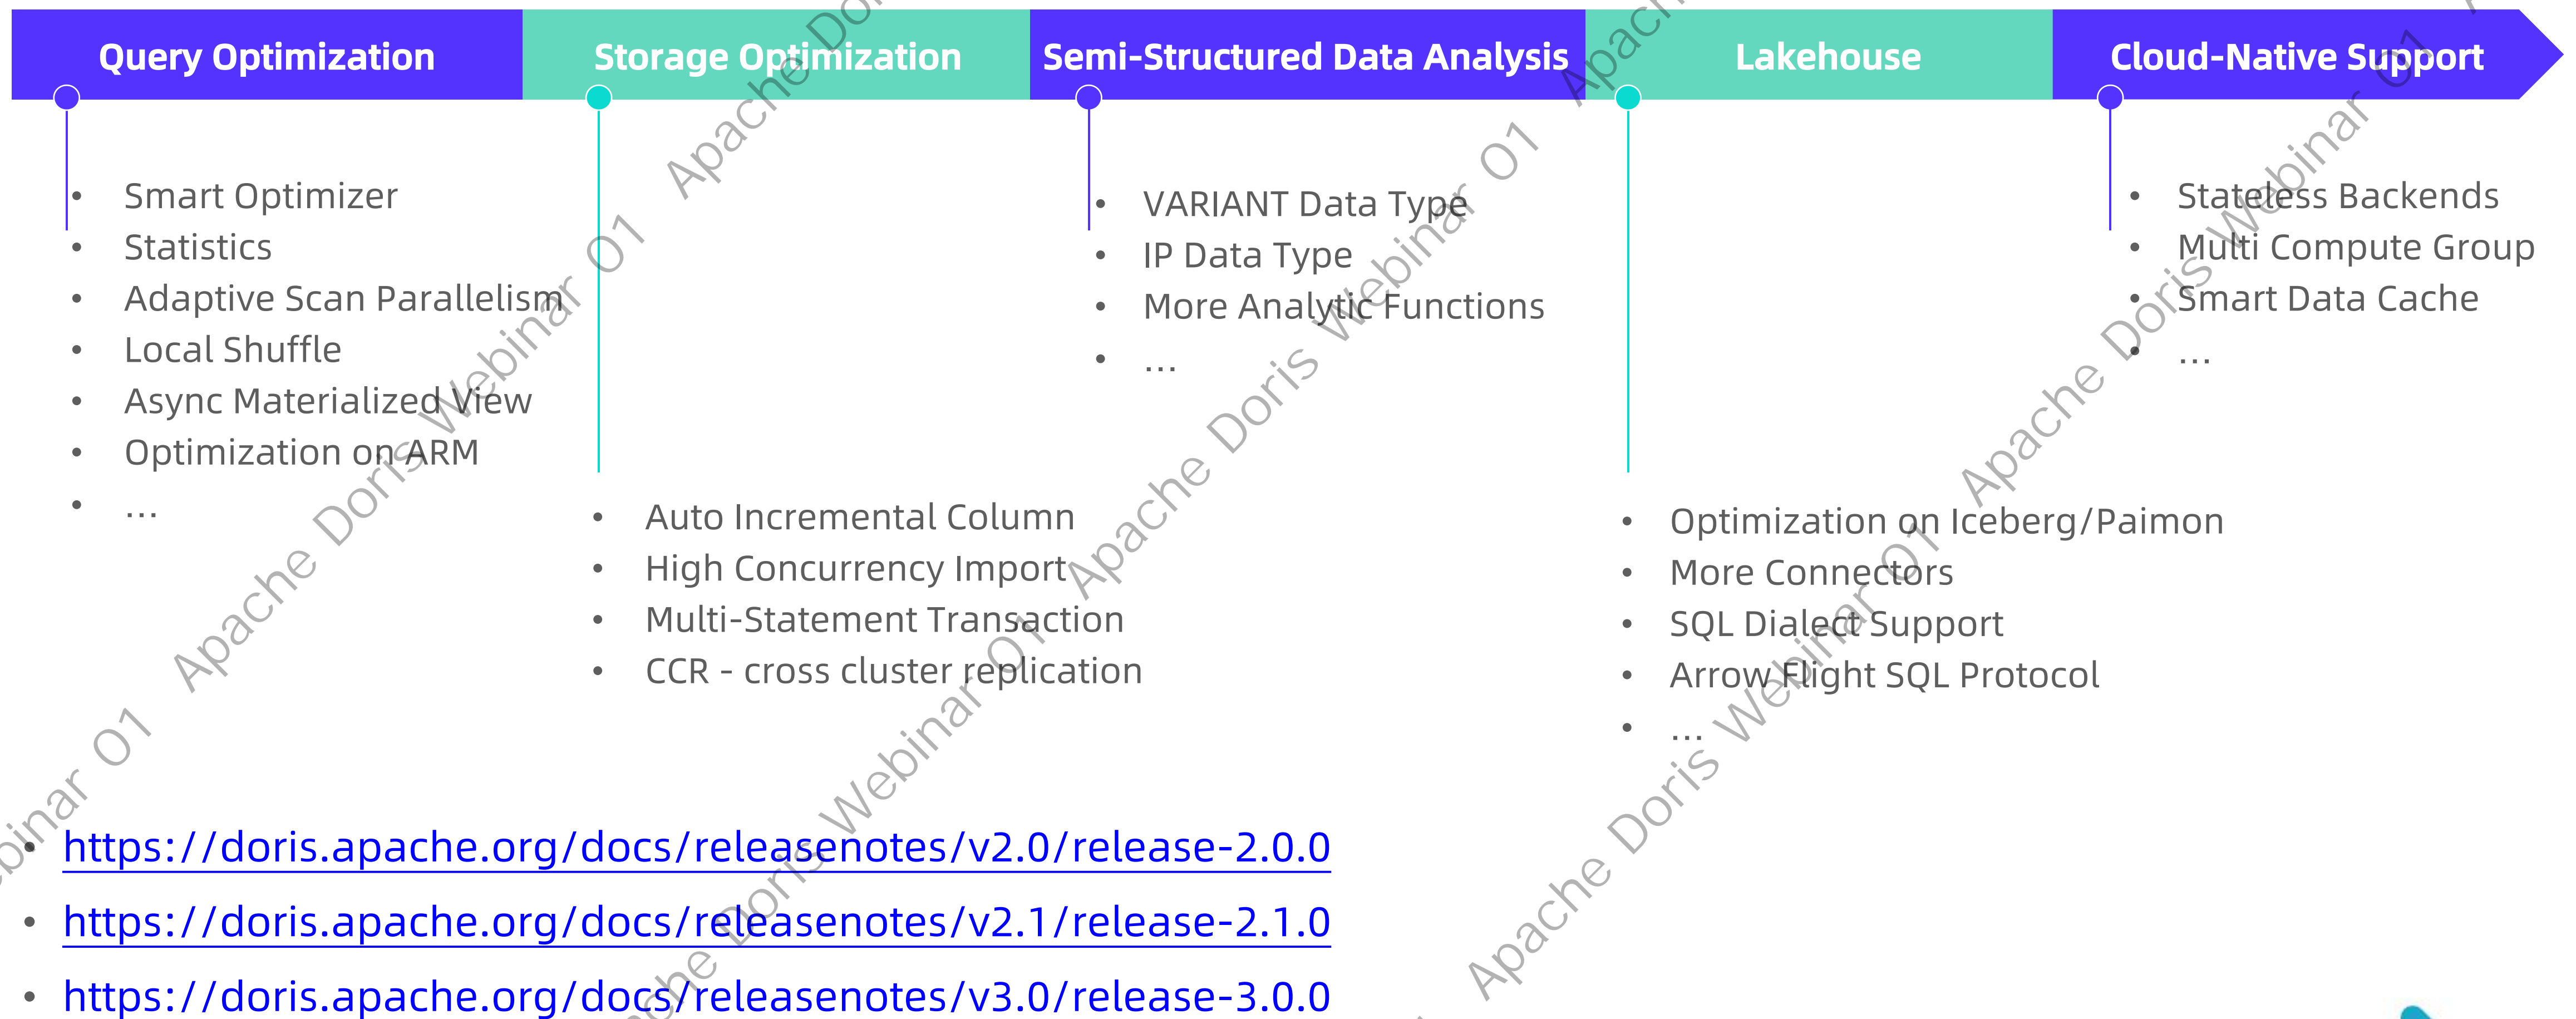 Query Optimization
Storage Optimization
Semi-Structured Data Analysis
Lakehouse
Cloud-Native Support
• Smart Optimizer
• Statistics
• Adaptive Scan Parallelism
• Local Shuffle
• Async Materialized View
• Optimization on ARM
• ...
• Auto Incremental Column
• High Concurrency Import
• Multi-Statement Transaction
• CCR - cross cluster replication
• VARIANT Data Type
• IP Data Type
• More Analytic Functions
• ...
• Optimization on Iceberg/Paimon
• More Connectors
• SQL Dialect Support
• Arrow Flight SQL Protocol
• ...
• Stateless Backends
• Multi Compute Group
• Smart Data Cache
• ...
• https://doris.apache.org/docs/releasenotes/v2.0/release-2.0.0
• https://doris.apache.org/docs/releasenotes/v2.1/release-2.1.0
• https://doris.apache.org/docs/releasenotes/v3.0/release-3.0.0
Apache Doris Webinar 01